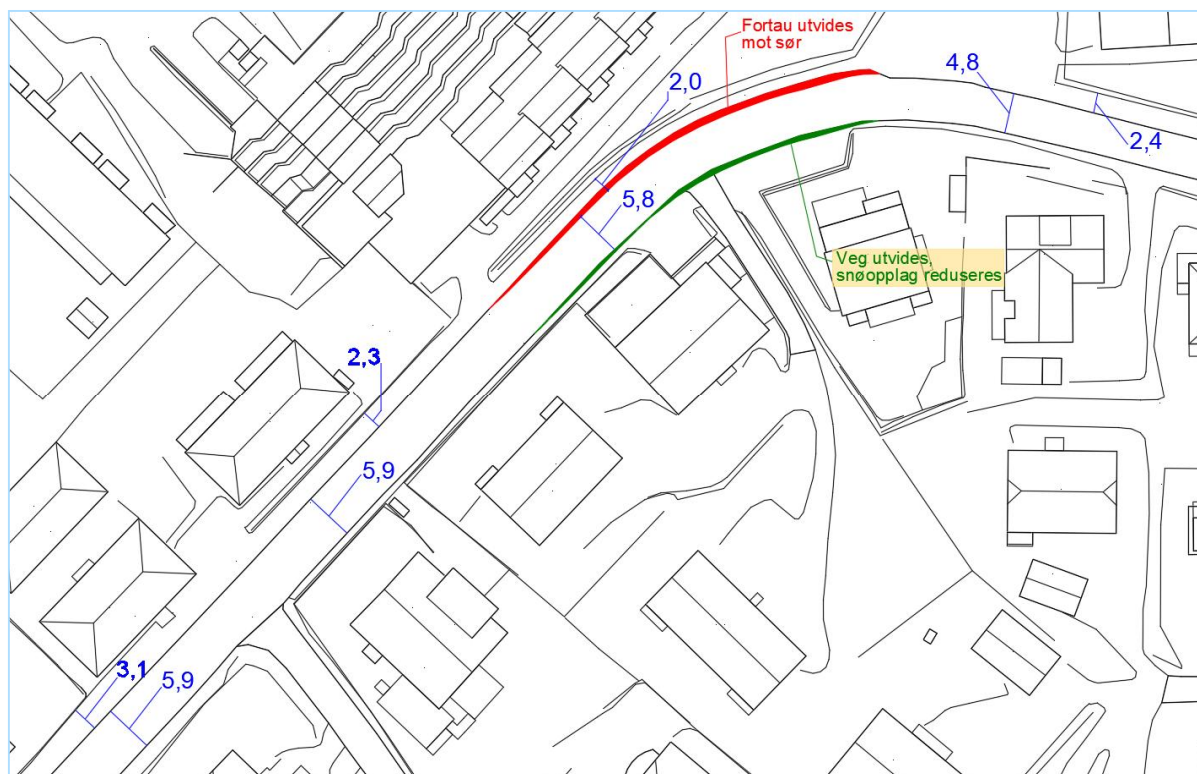 Fortau utvides
mot sør
2,0
4,8
2,4
5,8
Veg utvides,
snøopplag reduseres
2,3
5,9
3,1
5,9